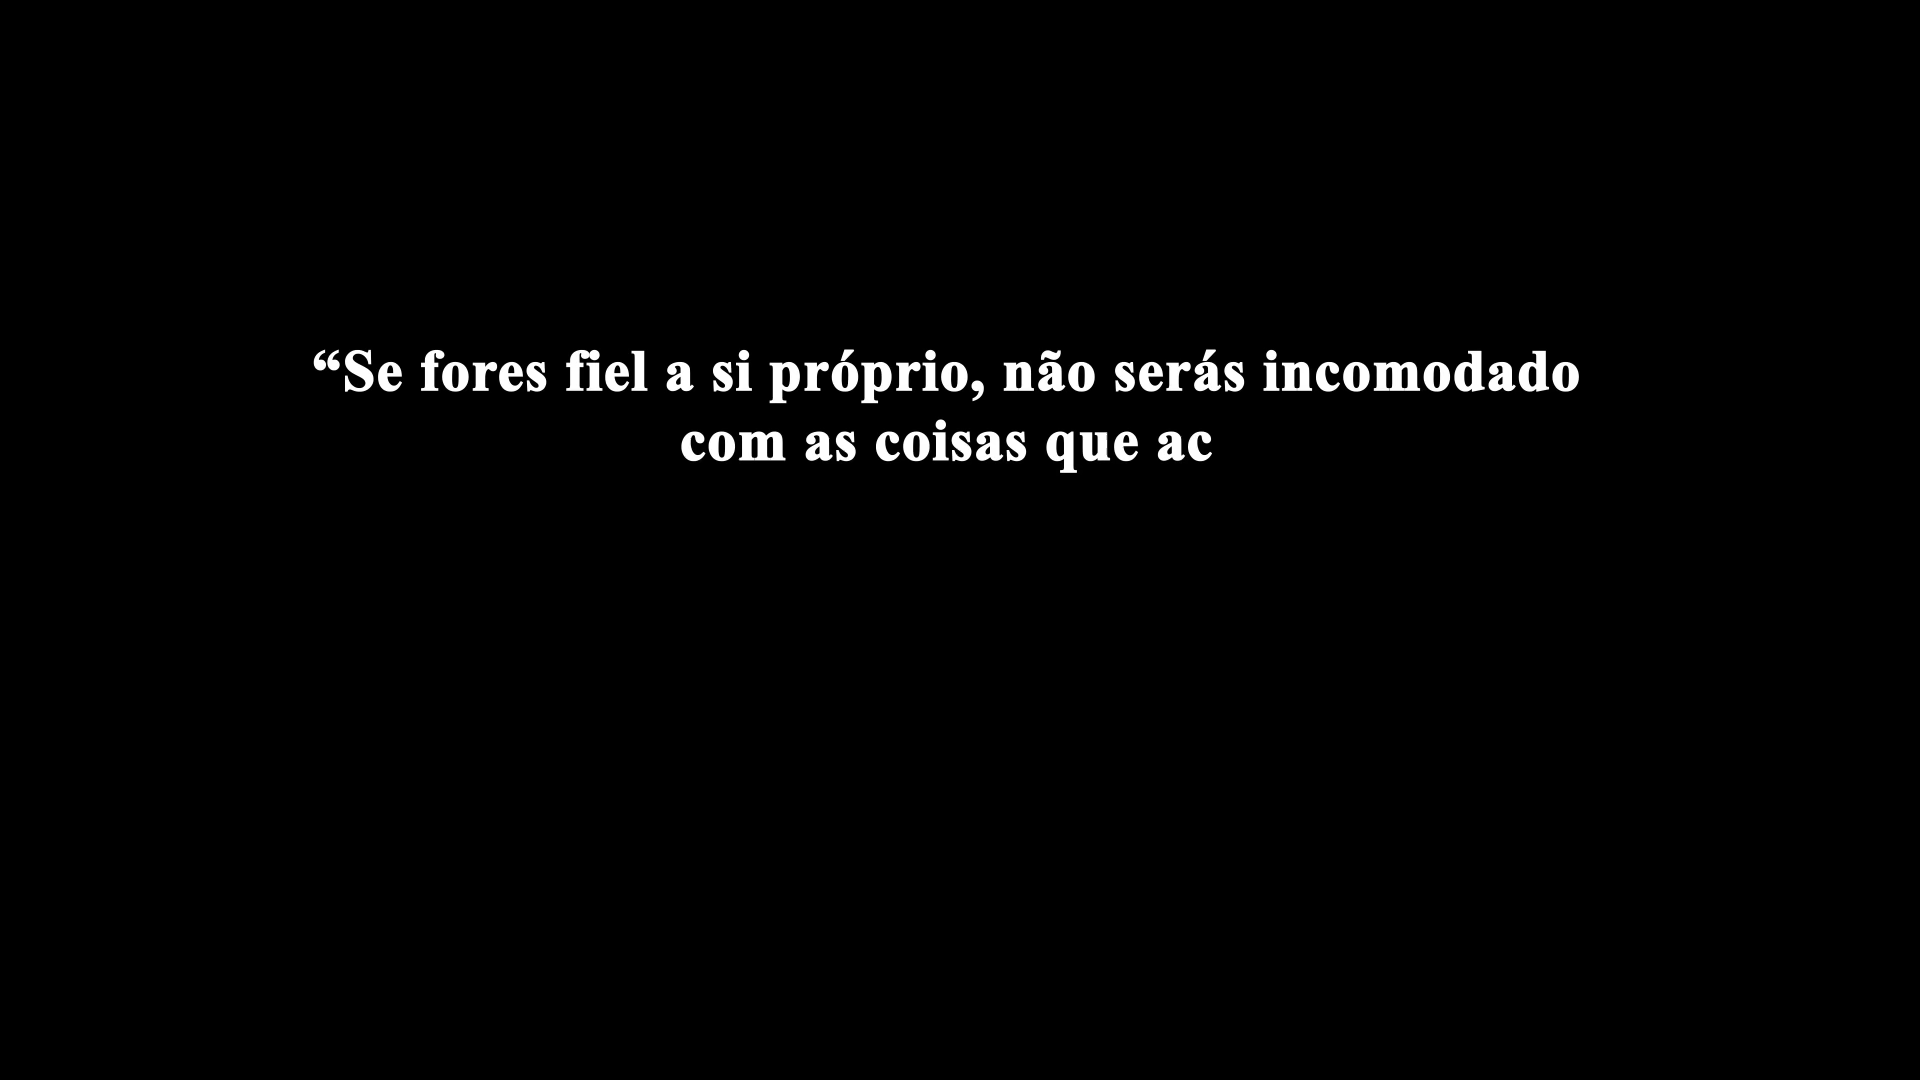 “Se fores fiel a si próprio, não serás incomodado
com as coisas que ac